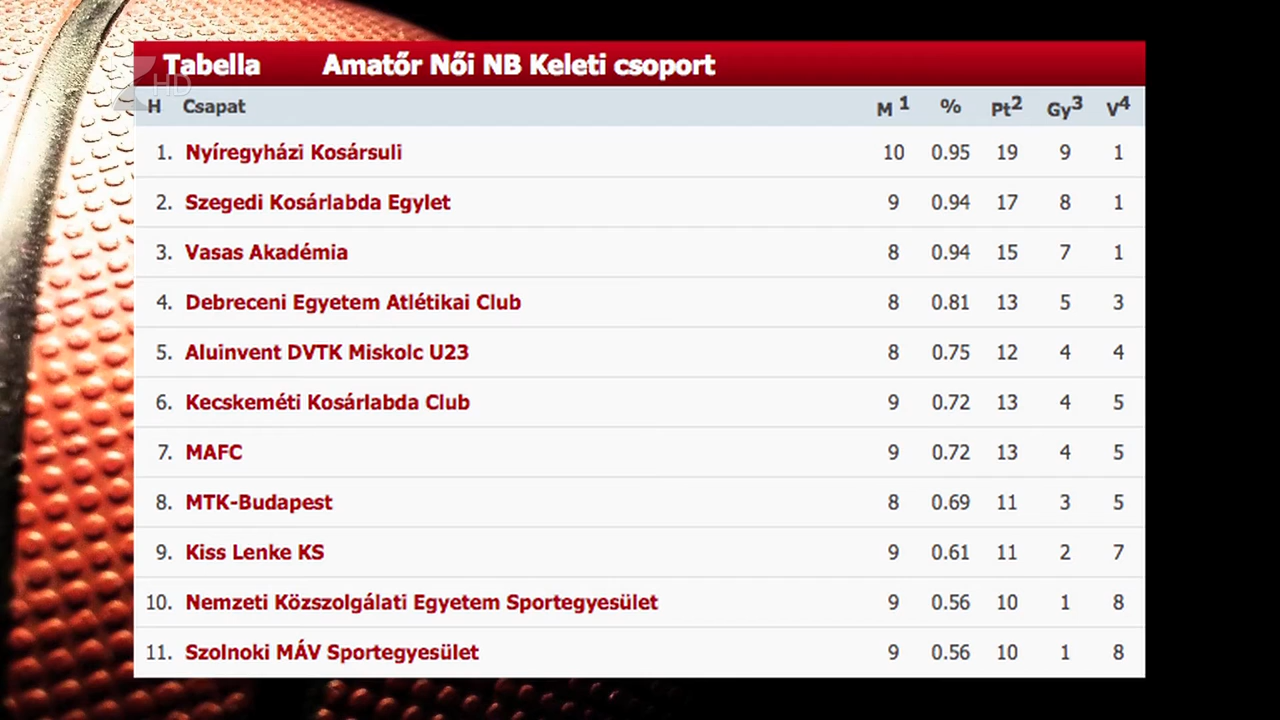 Tabella Amatőr Női NB Keleti csoport
HD
H Csapat M 1 % Pt2 Gy3 V4
1. Nyíregyházi Kosársuli 10 0.95 19 9 1
2. Szegedi Kosárlabda Egylet 9 0.94 17 8 1
3. Vasas Akadémia 8 0.94 15 7 1
4. Debreceni Egyetem Atlétikai Club 8 0.81 13 5 3
5. Aluinvent DVTK Miskolc U23 8 0.75 12 4 4
6. Kecskeméti Kosárlabda Club 9 0.72 13 4 5
7. MAFC 9 0.72 13 4 5
8. MTK-Budapest 8 0.69 11 3 5
9. Kiss Lenke KS 9 0.61 11 2 7
10. Nemzeti Közszolgálati Egyetem Sportegyesület 9 0.56 10 1 8
11. Szolnoki MÁV Sportegyesület 9 0.56 10 1 8